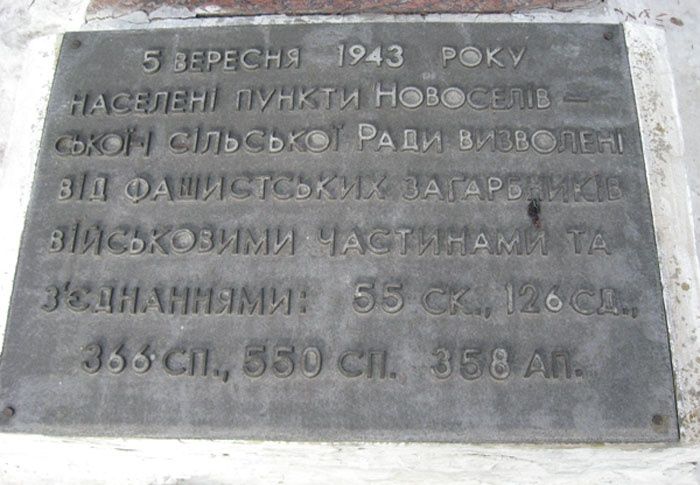 5 ВЕРЕСНЯ 1943 РОКУ
НАСЕЛЕНІ ПУНКТИ НОВОСЕЛІВ –
СЬКОЇ СІЛЬСЬКОЇ РАДИ ВИЗВОЛЕНІ
ВІД ФАШИСТСЬКИХ ЗАГАРБНИКІВ
ВІЙСЬКОВИМИ ЧАСТИНАМИ ТА
З'ЄДНАННЯМИ: 55 СК., 126 СД.,
366 СП., 550 СП. 358 АП.